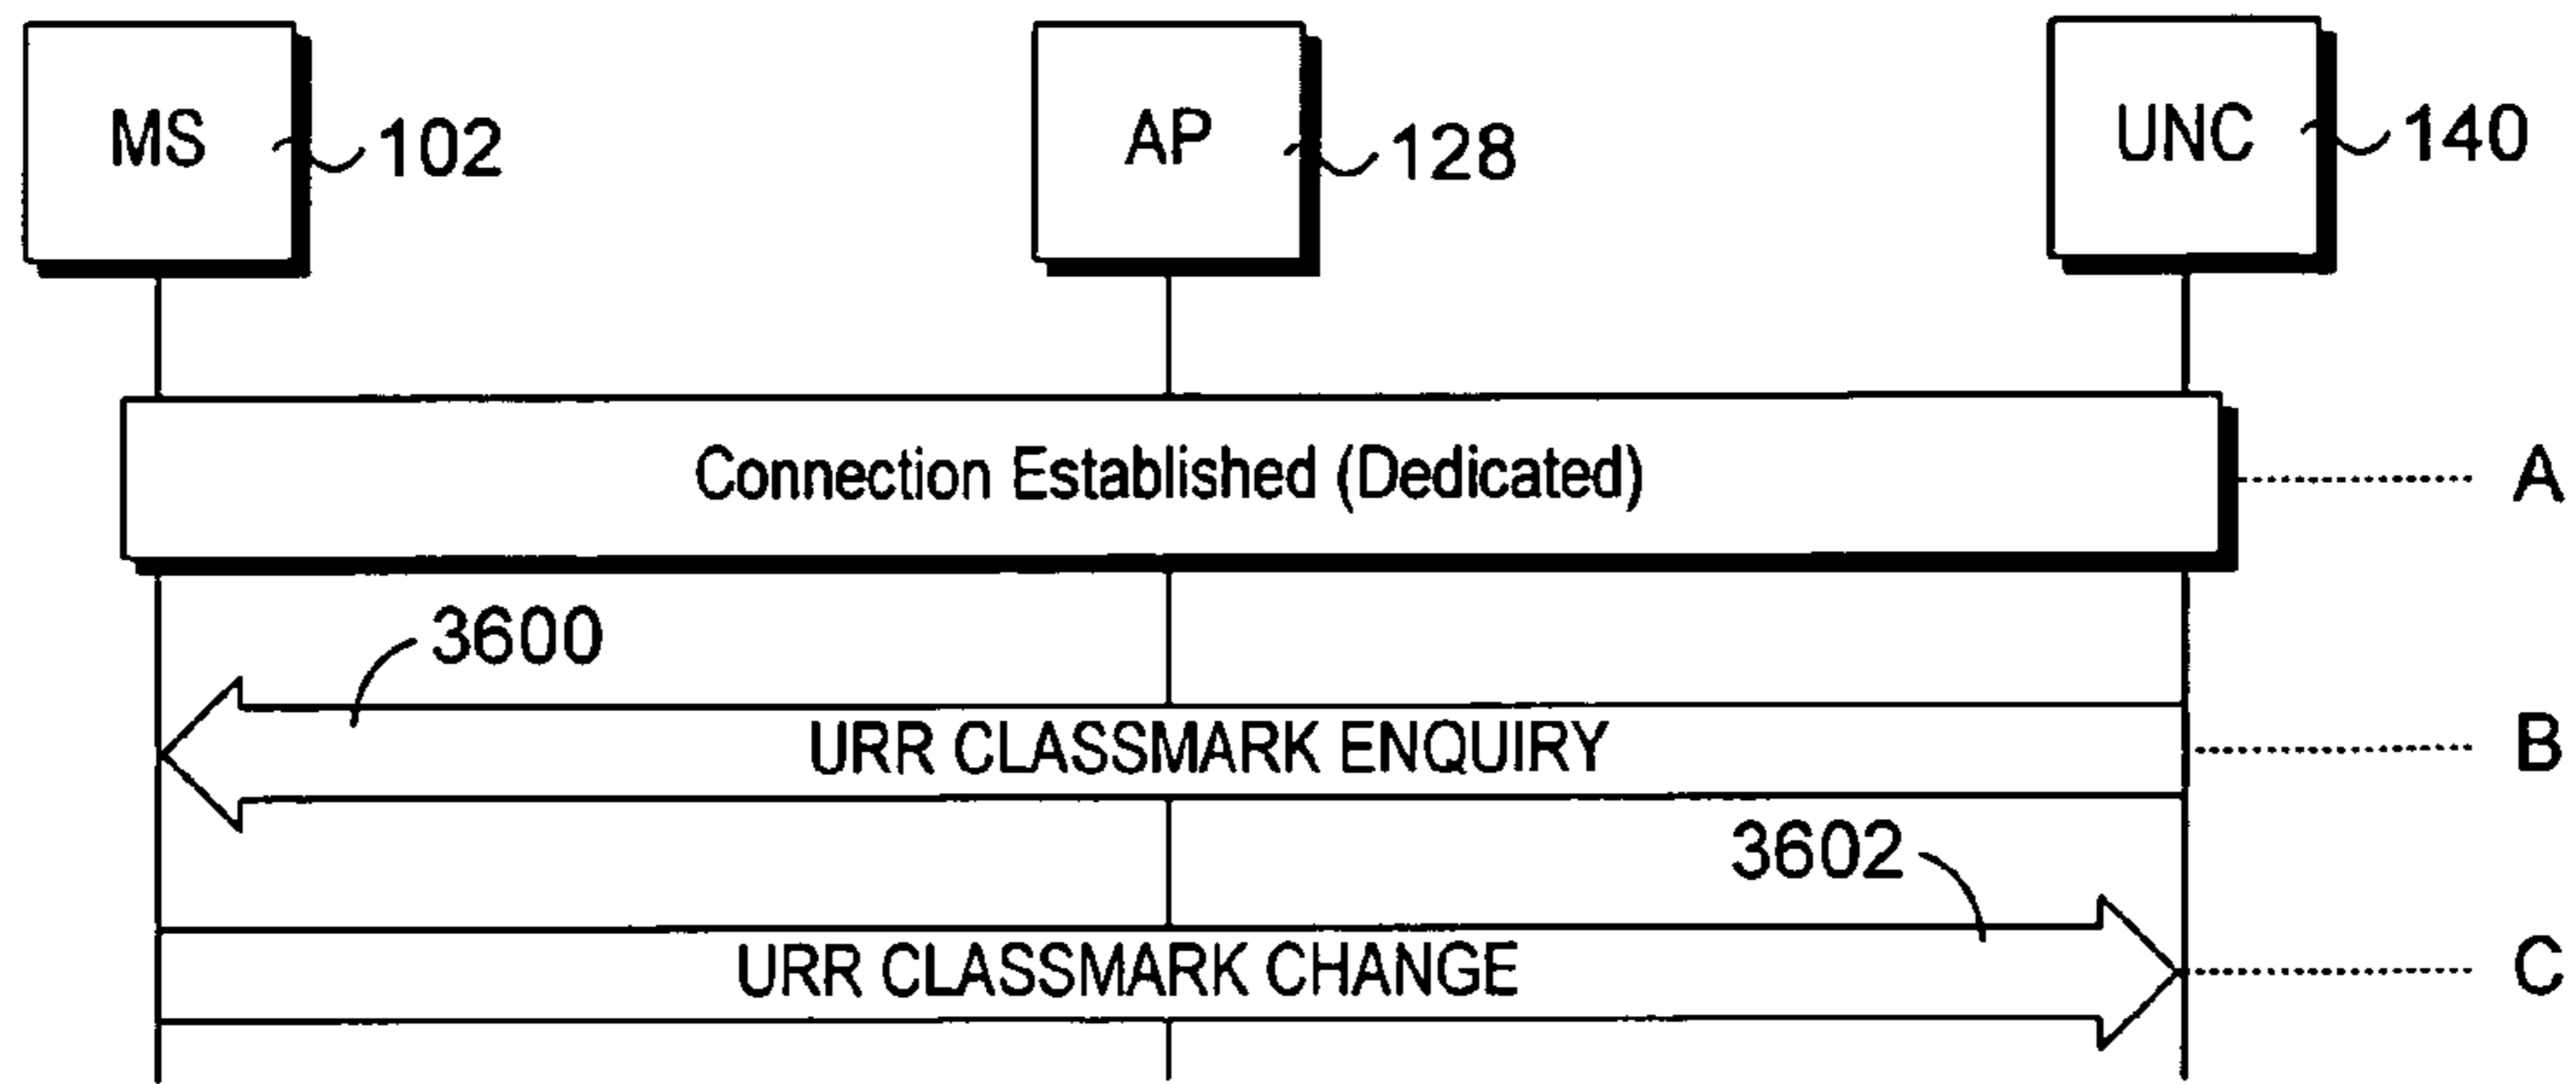 MS
102
AP
128
UNC
140
Connection Established (Dedicated)
A
3600
URR CLASSMARK ENQUIRY
B
3602
URR CLASSMARK CHANGE
C